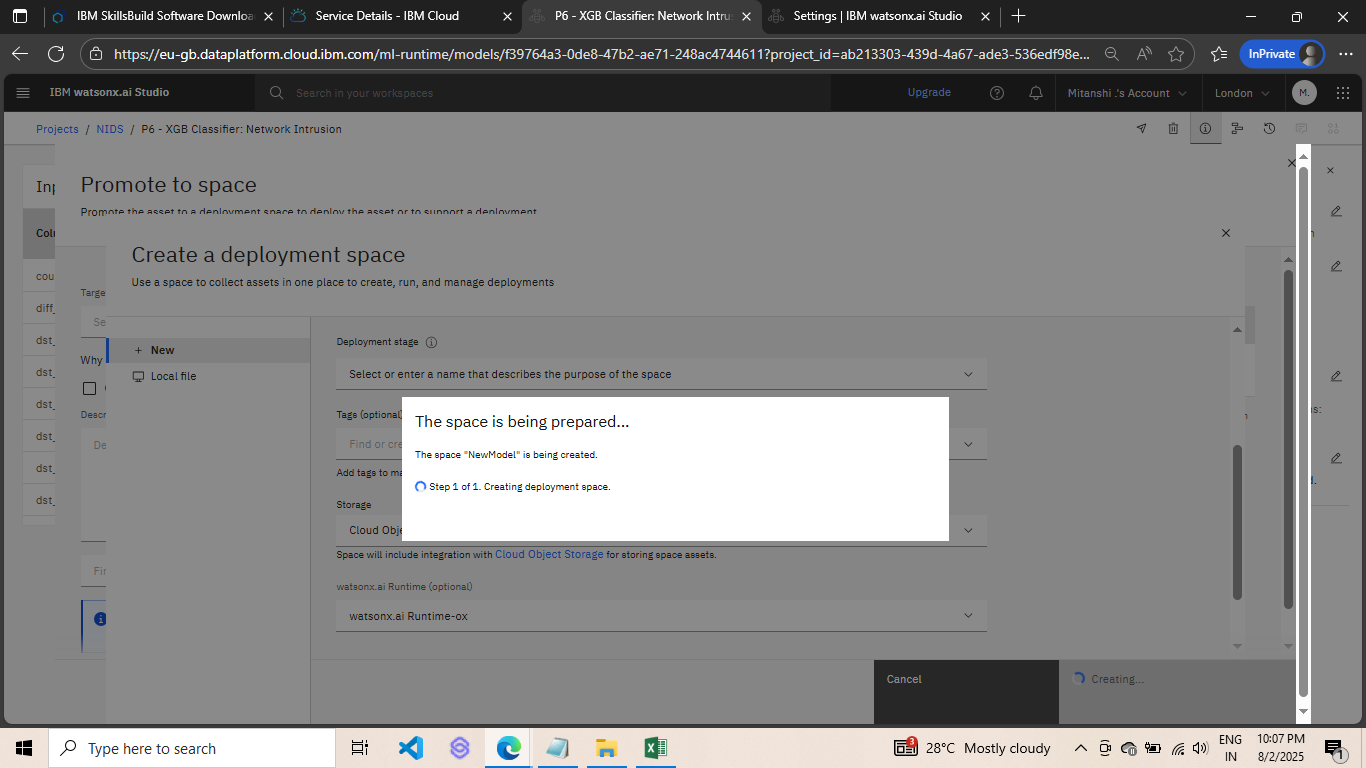 IBM SkillsBuild Software Downloa
Service Details - IBM Cloud
P6 - XGB Classifier: Network Intrus
Settings | IBM watsonx.ai Studio
https://eu-gb.dataplatform.cloud.ibm.com/ml-runtime/models/f39764a3-0de8-47b2-ae71-248ac4744611?project_id=ab213303-439d-4a67-ade3-536edf98e...
InPrivate
IBM watsonx.ai Studio
Search in your workspaces
Upgrade
Mitanshi .'s Account
London
M.
Projects / NIDS / P6 - XGB Classifier: Network Intrusion
Promote to space
Promote the asset to a deployment space to deploy the asset or to support a deployment
Inp
Colu
cou
diff_
dst_
dst_
dst_
dst_
dst_
dst_
Targe
Se
Why
Descr
De
Fin
Create a deployment space
Use a space to collect assets in one place to create, run, and manage deployments
+ New
Local file
Deployment stage
Select or enter a name that describes the purpose of the space
Tags (optional)
Find or cre
Add tags to ma
The space is being prepared...
The space "NewModel" is being created.
Step 1 of 1. Creating deployment space.
Storage
Cloud Obje
Space will include integration with Cloud Object Storage for storing space assets.
watsonx.ai Runtime (optional)
watsonx.ai Runtime-ox
Cancel
Creating...
Type here to search
3
28°C Mostly cloudy
ENG
IN
10:07 PM
8/2/2025
1